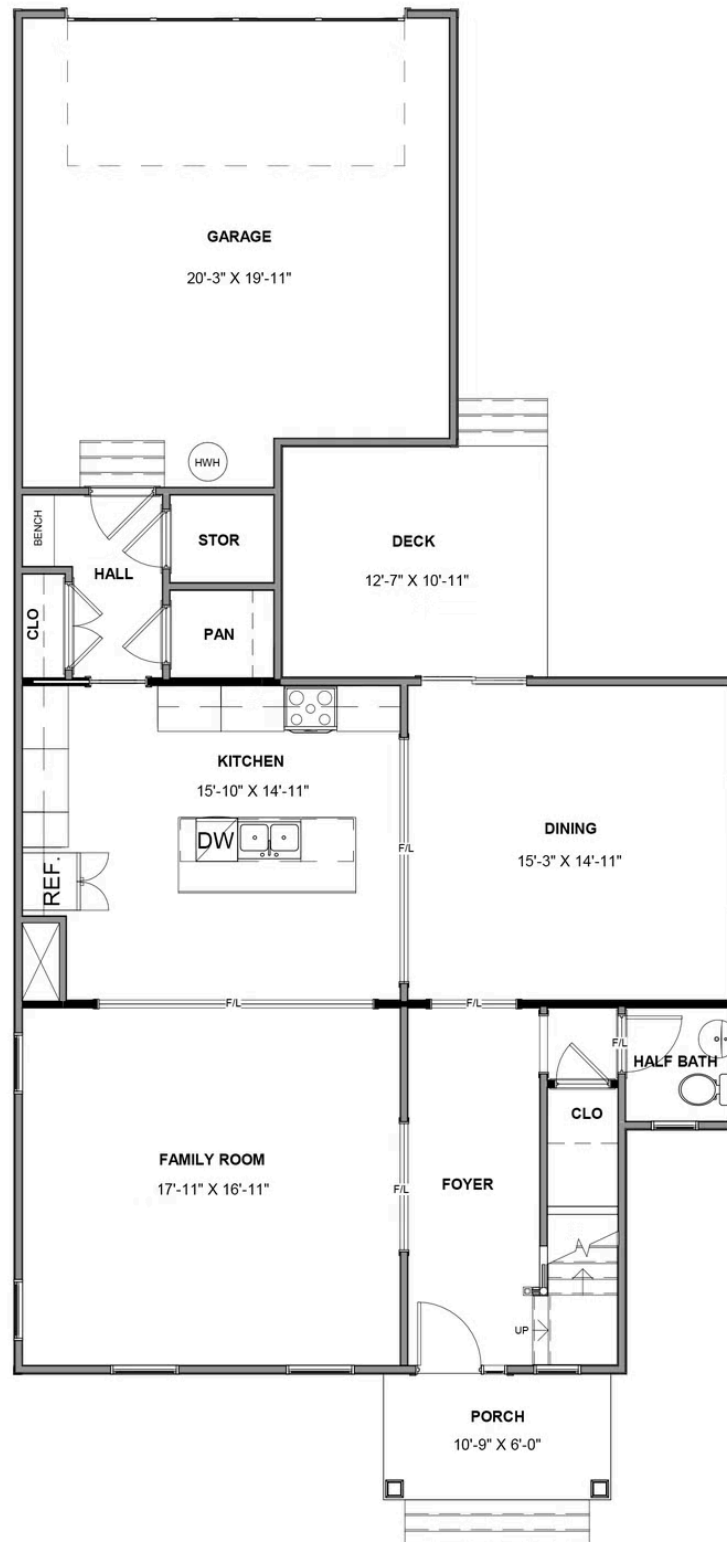 GARAGE
20'-3" X 19'-11"
HWH
BENCH
STOR
HALL
DECK
12'-7" X 10'-11"
CLO
PAN
KITCHEN
15'-10" X 14'-11"
DW
REF.
F/L
DINING
15'-3" X 14'-11"
F/L
F/L
F/L
HALF BATH
CLO
FAMILY ROOM
17'-11" X 16'-11"
F/L
FOYER
UP
PORCH
10'-9" X 6'-0"